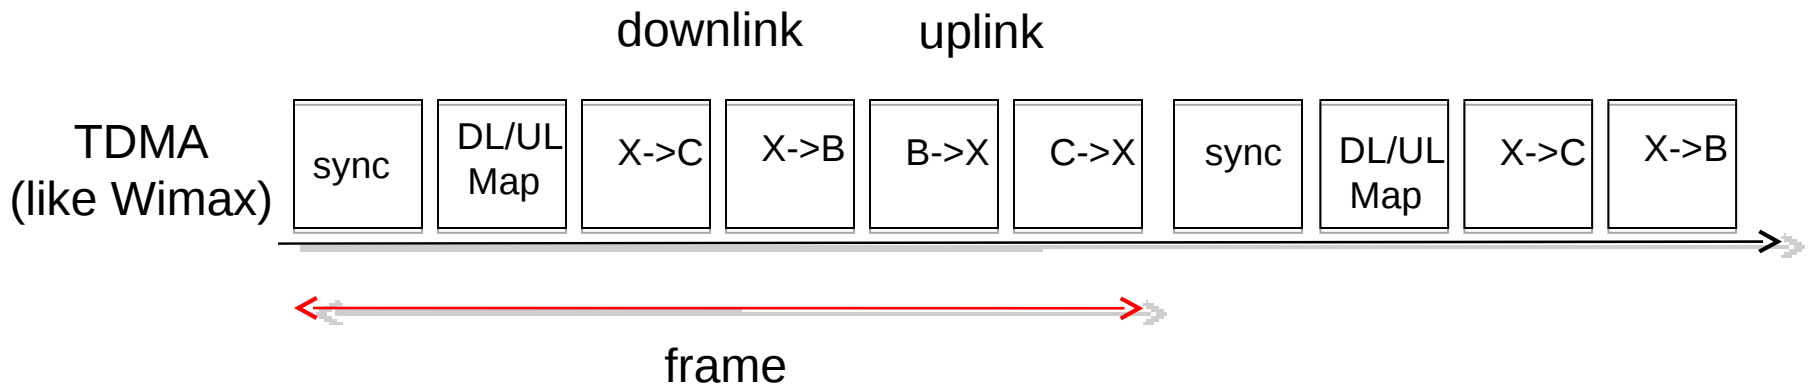 downlink
uplink
TDMA
(like Wimax)
sync
DL/UL
Map
X->C
X->B
B->X
C->X
sync
DL/UL
Map
X->C
X->B
frame